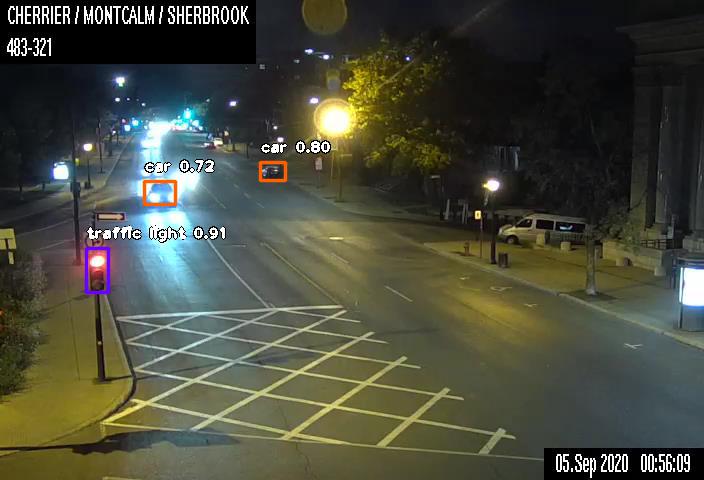 CHERRIER / MONTCALM / SHERBROOK
483-321
car 0.80
car 0.72
traffic light 0.91
05.Sep 2020 00:56:09